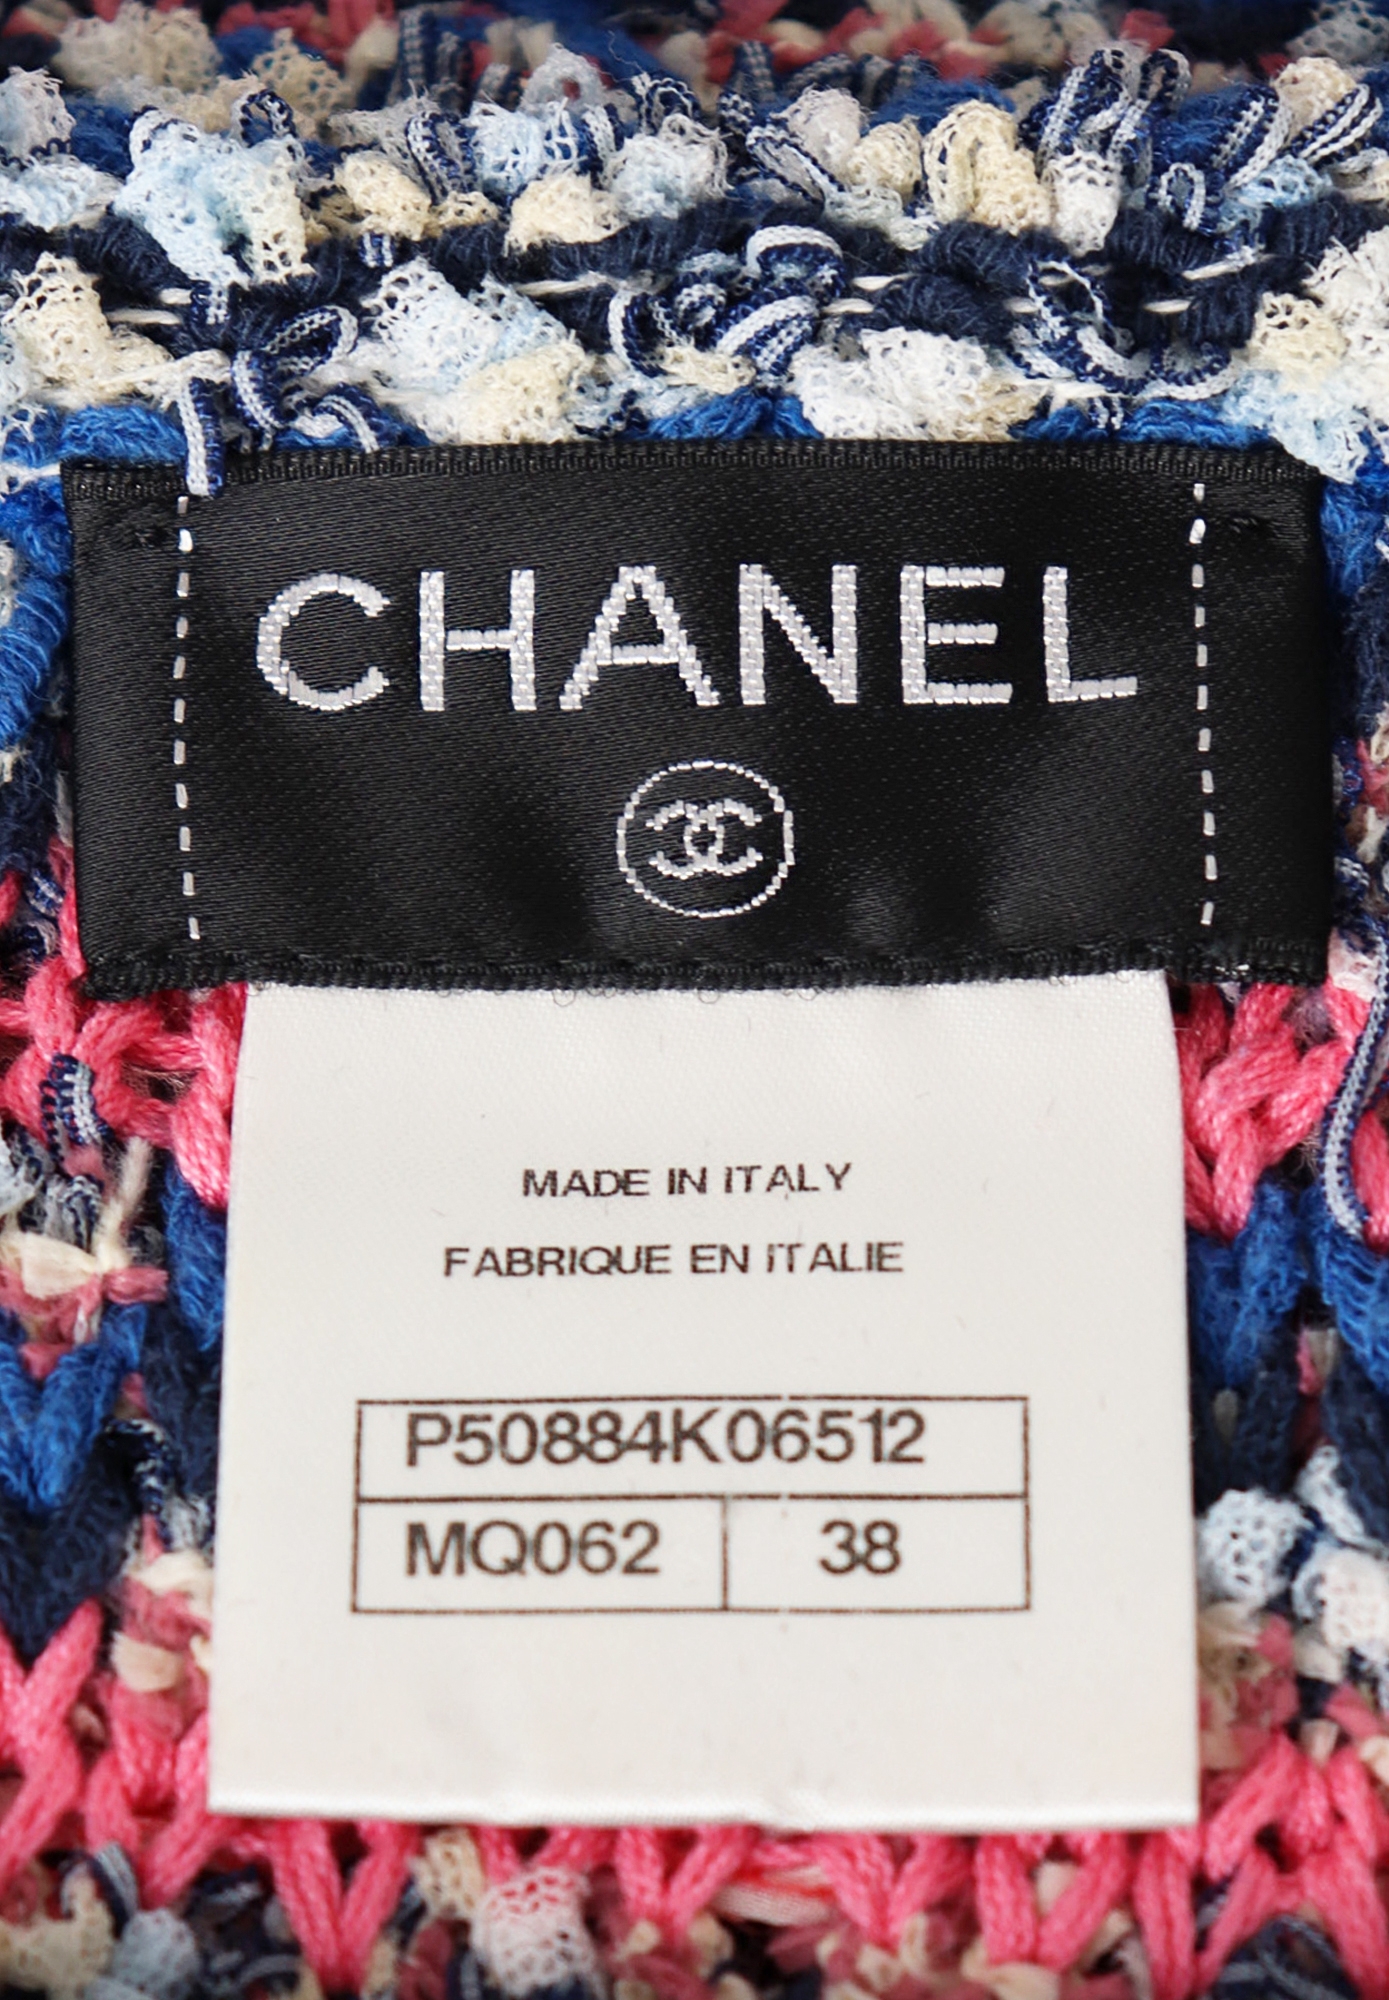 CHANEL
MADE IN ITALY
FABRIQUE EN ITALIE
P50884K06512
MQ062 38